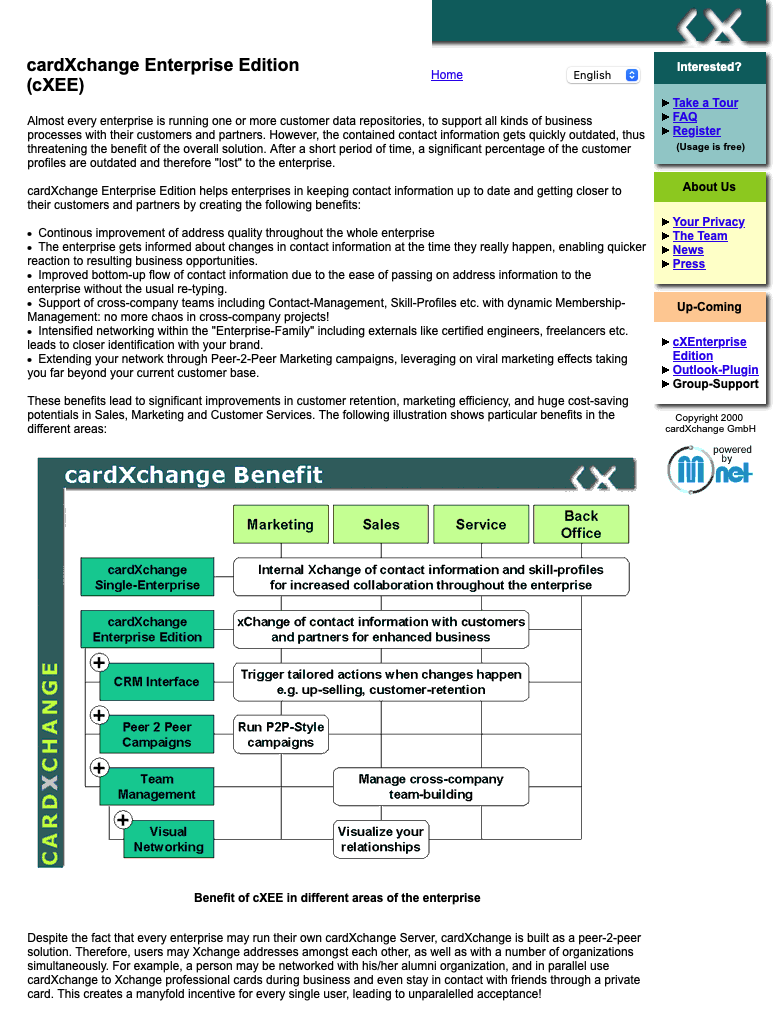 cardXchange Enterprise Edition
(cXEE)
Home
English
Almost every enterprise is running one or more customer data repositories, to support all kinds of business
processes with their customers and partners. However, the contained contact information gets quickly outdated, thus
threatening the benefit of the overall solution. After a short period of time, a significant percentage of the customer
profiles are outdated and therefore "lost" to the enterprise.
cardXchange Enterprise Edition helps enterprises in keeping contact information up to date and getting closer to
their customers and partners by creating the following benefits:
• Continous improvement of address quality throughout the whole enterprise
• The enterprise gets informed about changes in contact information at the time they really happen, enabling quicker
reaction to resulting business opportunities.
• Improved bottom-up flow of contact information due to the ease of passing on address information to the
enterprise without the usual re-typing.
• Support of cross-company teams including Contact-Management, Skill-Profiles etc. with dynamic Membership-
Management: no more chaos in cross-company projects!
• Intensified networking within the "Enterprise-Family" including externals like certified engineers, freelancers etc.
leads to closer identification with your brand.
• Extending your network through Peer-2-Peer Marketing campaigns, leveraging on viral marketing effects taking
you far beyond your current customer base.
These benefits lead to significant improvements in customer retention, marketing efficiency, and huge cost-saving
potentials in Sales, Marketing and Customer Services. The following illustration shows particular benefits in the
different areas:
cardXchange Benefit
CARDXCHANGE
Marketing
Sales
Service
Back
Office
cardXchange
Single-Enterprise
Internal Xchange of contact information and skill-profiles
for increased collaboration throughout the enterprise
cardXchange
Enterprise Edition
xChange of contact information with customers
and partners for enhanced business
+
CRM Interface
Trigger tailored actions when changes happen
e.g. up-selling, customer-retention
+
Peer 2 Peer
Campaigns
Run P2P-Style
campaigns
+
Team
Management
Manage cross-company
team-building
+
Visual
Networking
Visualize your
relationships
Benefit of cXEE in different areas of the enterprise
Despite the fact that every enterprise may run their own cardXchange Server, cardXchange is built as a peer-2-peer
solution. Therefore, users may Xchange addresses amongst each other, as well as with a number of organizations
simultaneously. For example, a person may be networked with his/her alumni organization, and in parallel use
cardXchange to Xchange professional cards during business and even stay in contact with friends through a private
card. This creates a manyfold incentive for every single user, leading to unparalelled acceptance!
Interested?
Take a Tour
FAQ
Register
(Usage is free)
About Us
Your Privacy
The Team
News
Press
Up-Coming
cXEnterprise
Edition
Outlook-Plugin
Group-Support
Copyright 2000
cardXchange GmbH
powered
by
Mnet